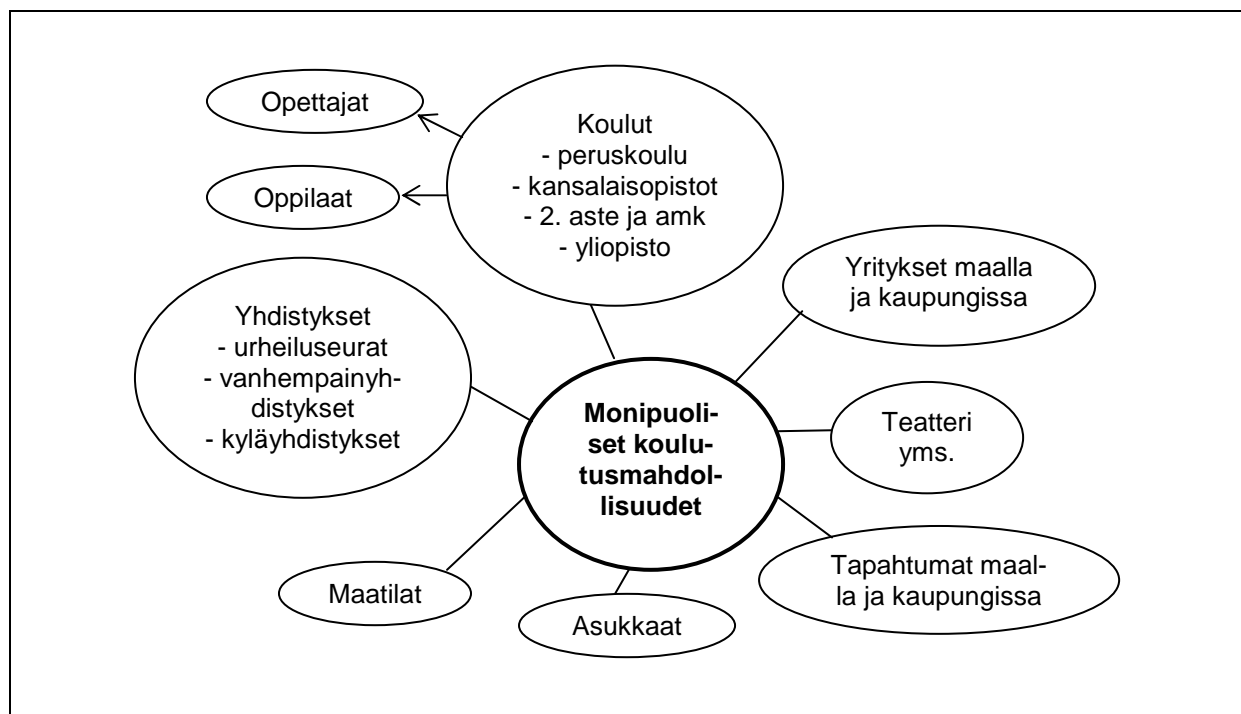 Opettajat
Oppilaat
Koulut
- peruskoulu
- kansalaisopistot
- 2. aste ja amk
- yliopisto
Yhdistykset
- urheiluseurat
- vanhempainyh-
distykset
- kyläyhdistykset
Yritykset maalla
ja kaupungissa
Monipuoli-
set koulu-
tusmahdol-
lisuudet
Teatteri
yms.
Tapahtumat maal-
la ja kaupungissa
Maatilat
Asukkaat